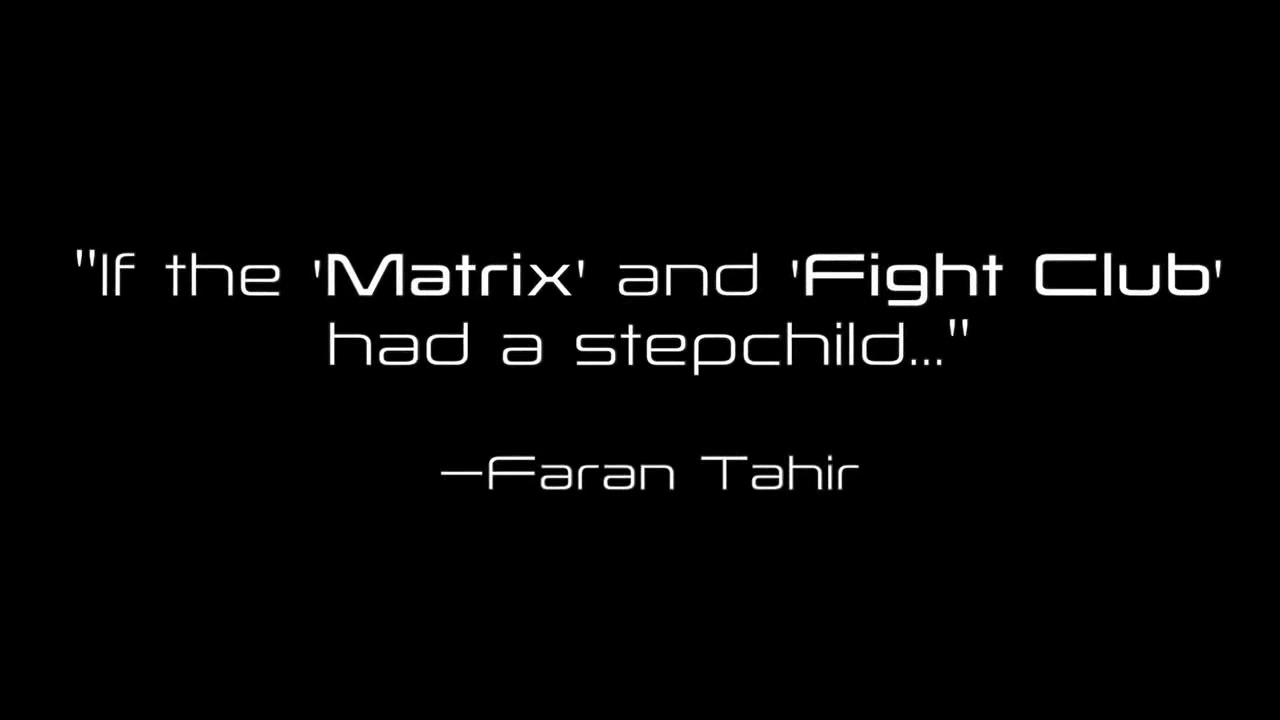 "If the 'Matrix' and 'Fight Club'
had a stepchild..."
—Faran Tahir